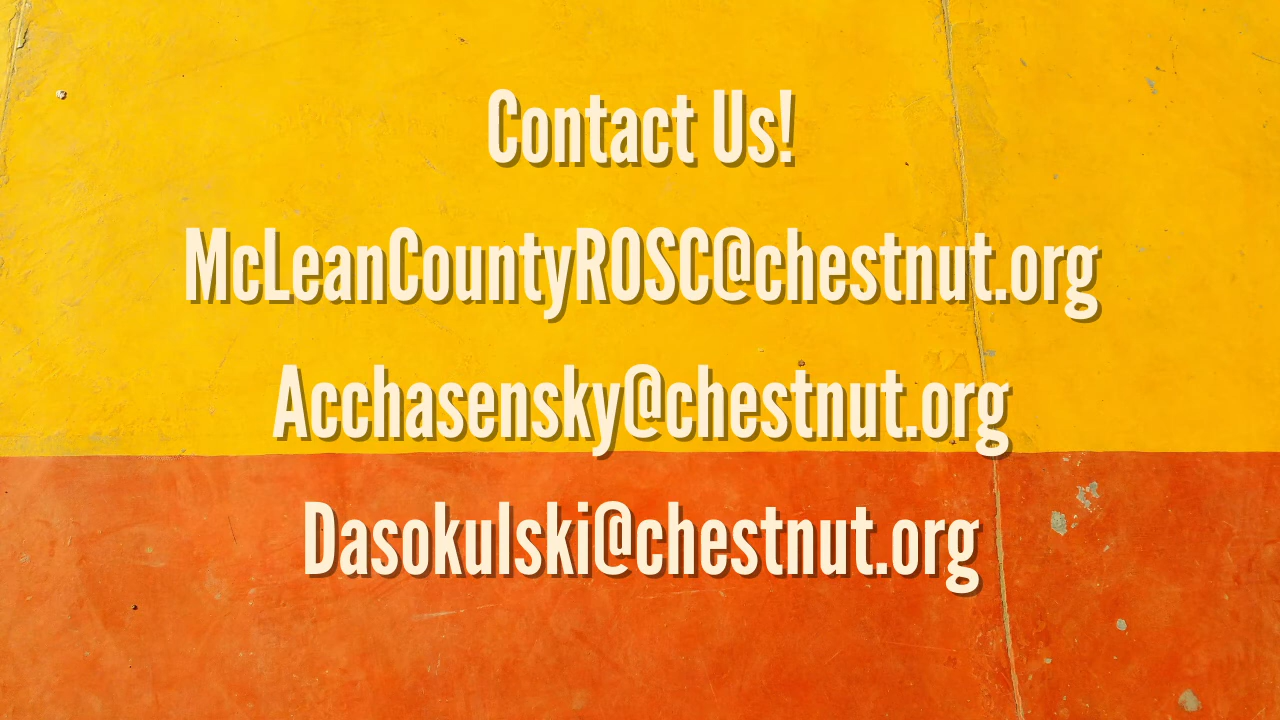 Contact Us!
McLeanCountyROSC@chestnut.org
Acchasensky@chestnut.org
Dasokulski@chestnut.org